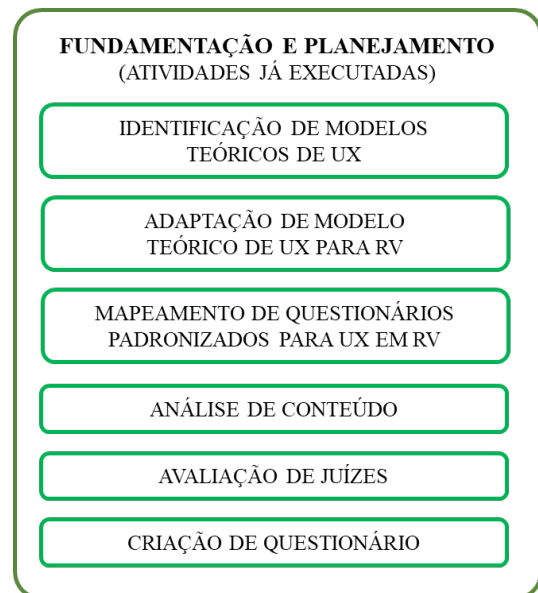 FUNDAMENTAÇÃO E PLANEJAMENTO
(ATIVIDADES JÁ EXECUTADAS)
IDENTIFICAÇÃO DE MODELOS
TEÓRICOS DE UX
ADAPTAÇÃO DE MODELO
TEÓRICO DE UX PARA RV
MAPEAMENTO DE QUESTIONÁRIOS
PADRONIZADOS PARA UX EM RV
ANÁLISE DE CONTEÚDO
AVALIAÇÃO DE JUÍZES
CRIAÇÃO DE QUESTIONÁRIO